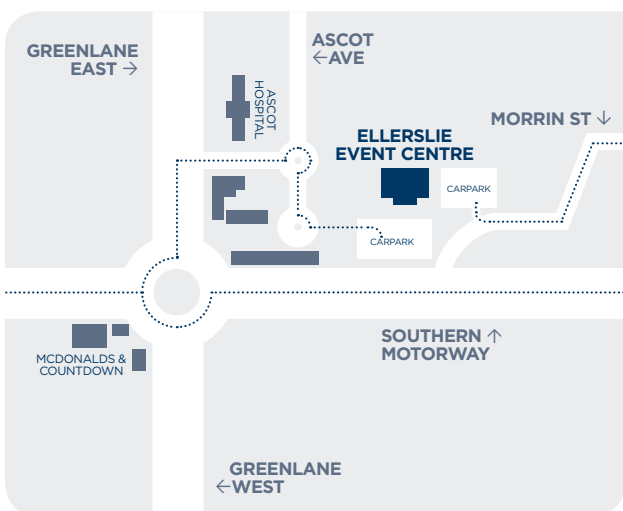 GREENLANE
EAST →
ASCOT
←AVE
ASCOT
HOSPITAL
MORRIN ST ↓
ELLERSLIE
EVENT CENTRE
CARPARK
CARPARK
SOUTHERN ↑
MOTORWAY
MCDONALDS &
COUNTDOWN
GREENLANE
←WEST